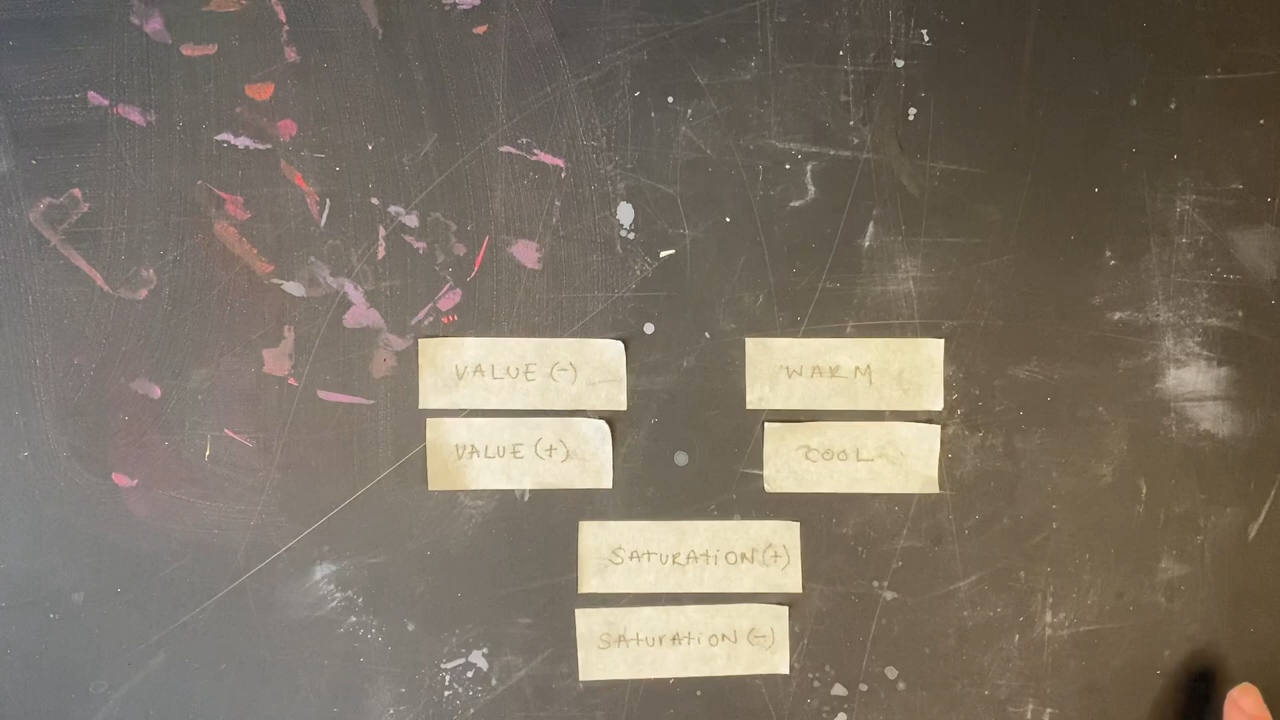 VALUE (-)
WARM
VALUE (+)
COOL
SATURATiON (+)
SATURATiON (-)